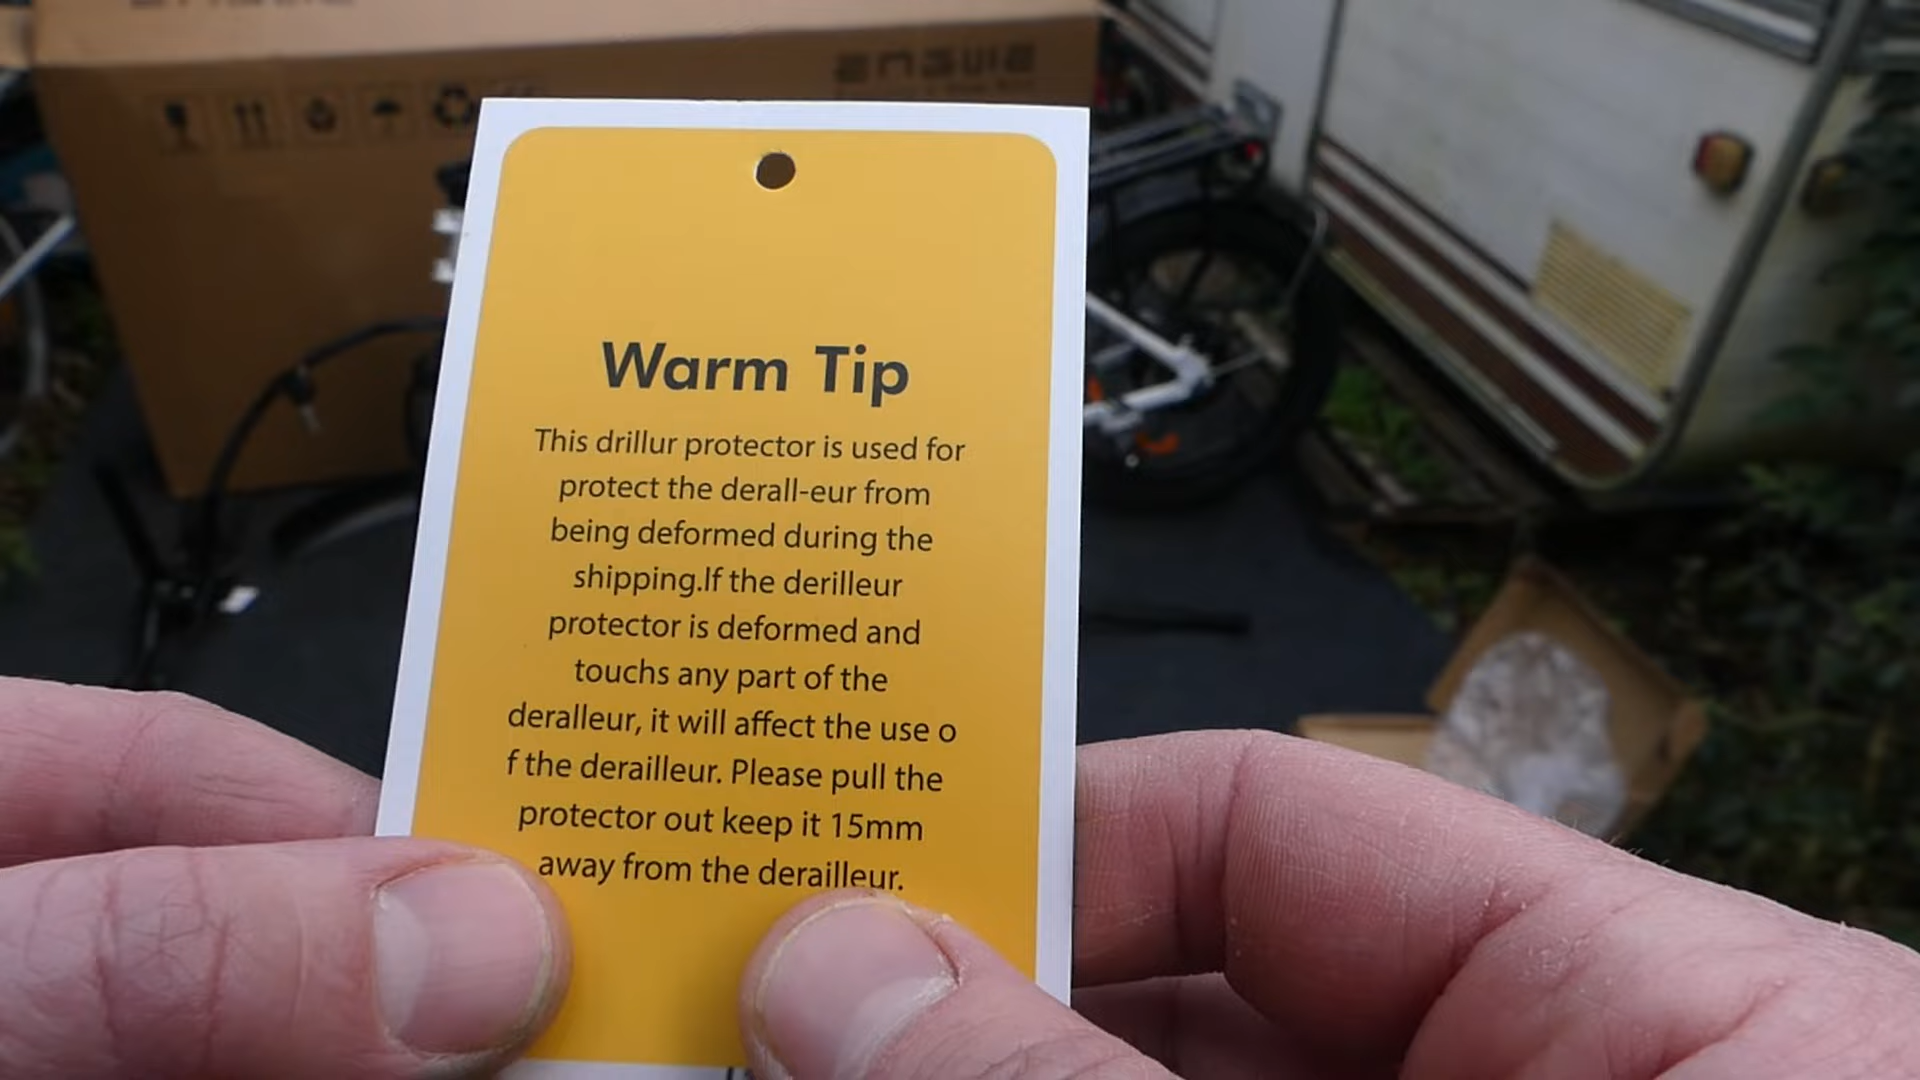 ENGWE
Warm Tip
This drillur protector is used for
protect the derall-eur from
being deformed during the
shipping.If the derilleur
protector is deformed and
touchs any part of the
deralleur, it will affect the use o
f the derailleur. Please pull the
protector out keep it 15mm
away from the derailleur.